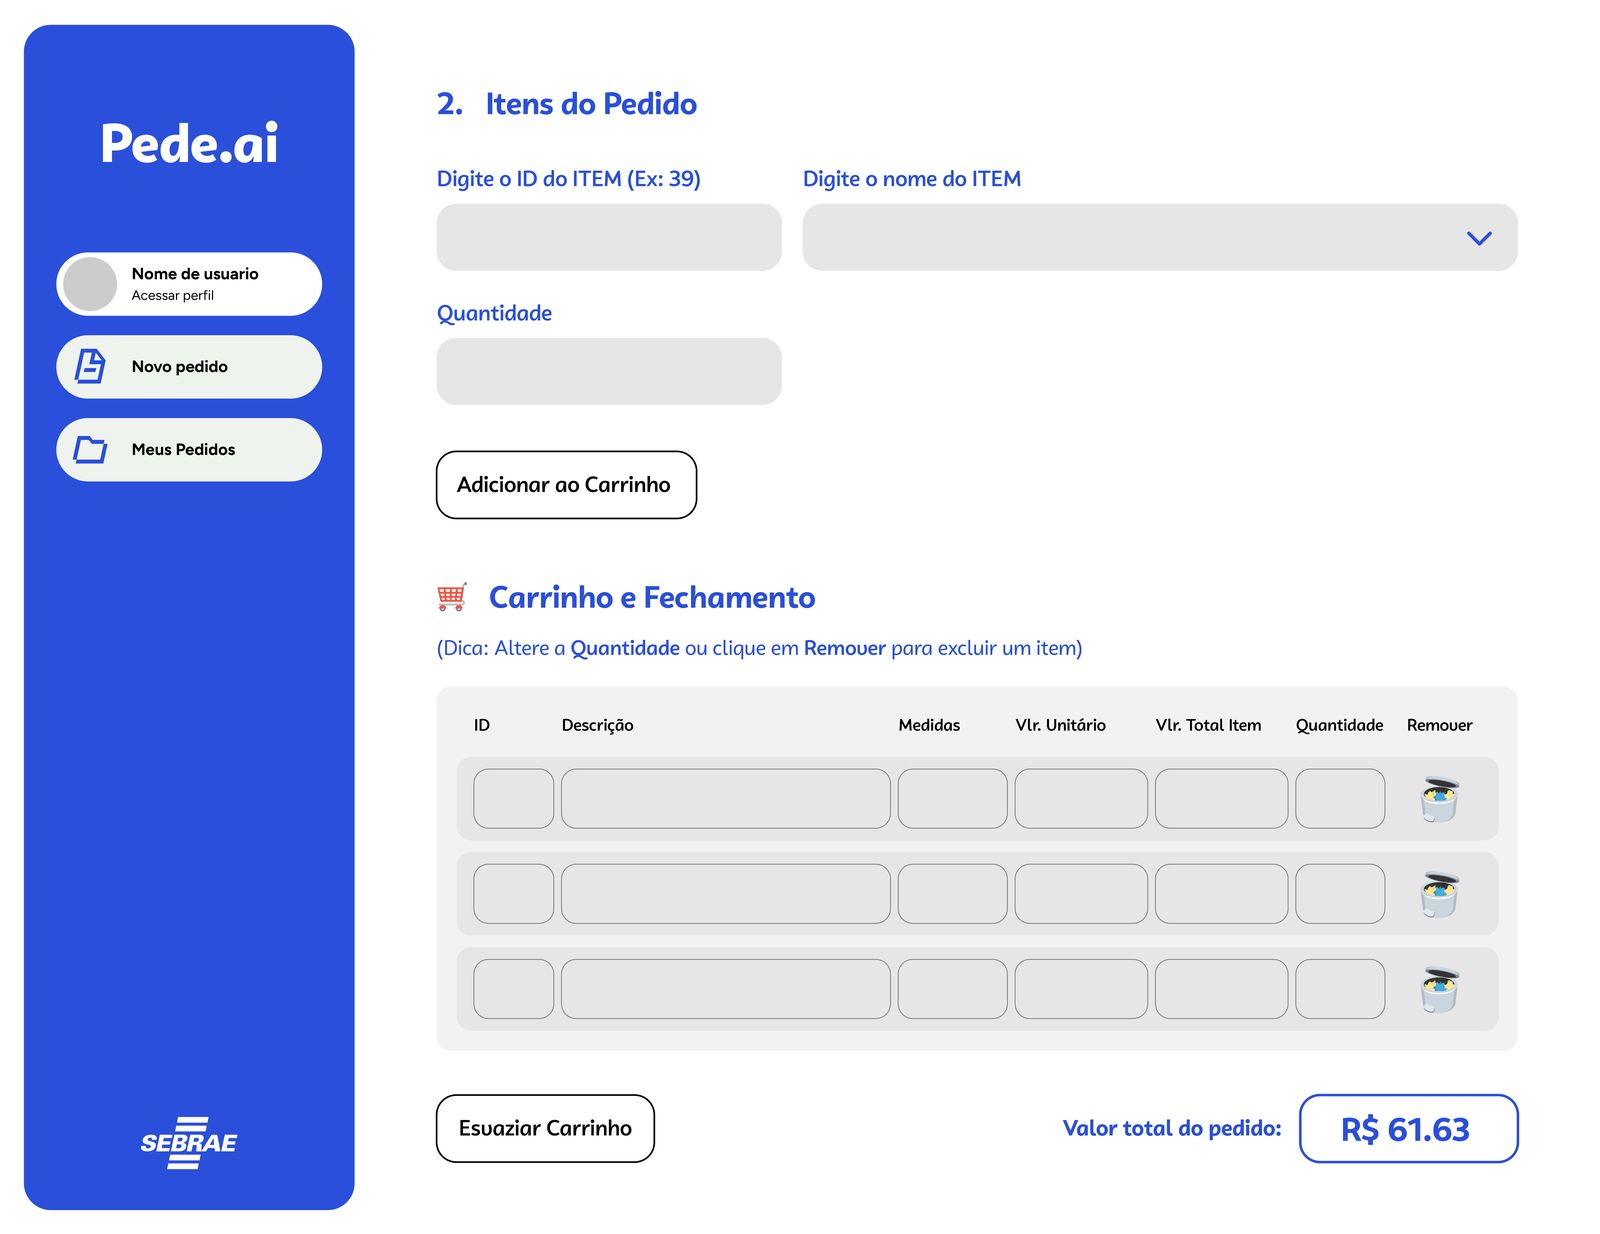 Pede.ai
Nome de usuario
Acessar perfil
Novo pedido
Meus Pedidos
SEBRAE
2. Itens do Pedido
Digite o ID do ITEM (Ex: 39) Digite o nome do ITEM
Quantidade
Adicionar ao Carrinho
Carrinho e Fechamento
(Dica: Altere a Quantidade ou clique em Remover para excluir um item)
ID Descrição Medidas Vlr. Unitário Vlr. Total Item Quantidade Remover
Esvaziar Carrinho Valor total do pedido: R$ 61.63